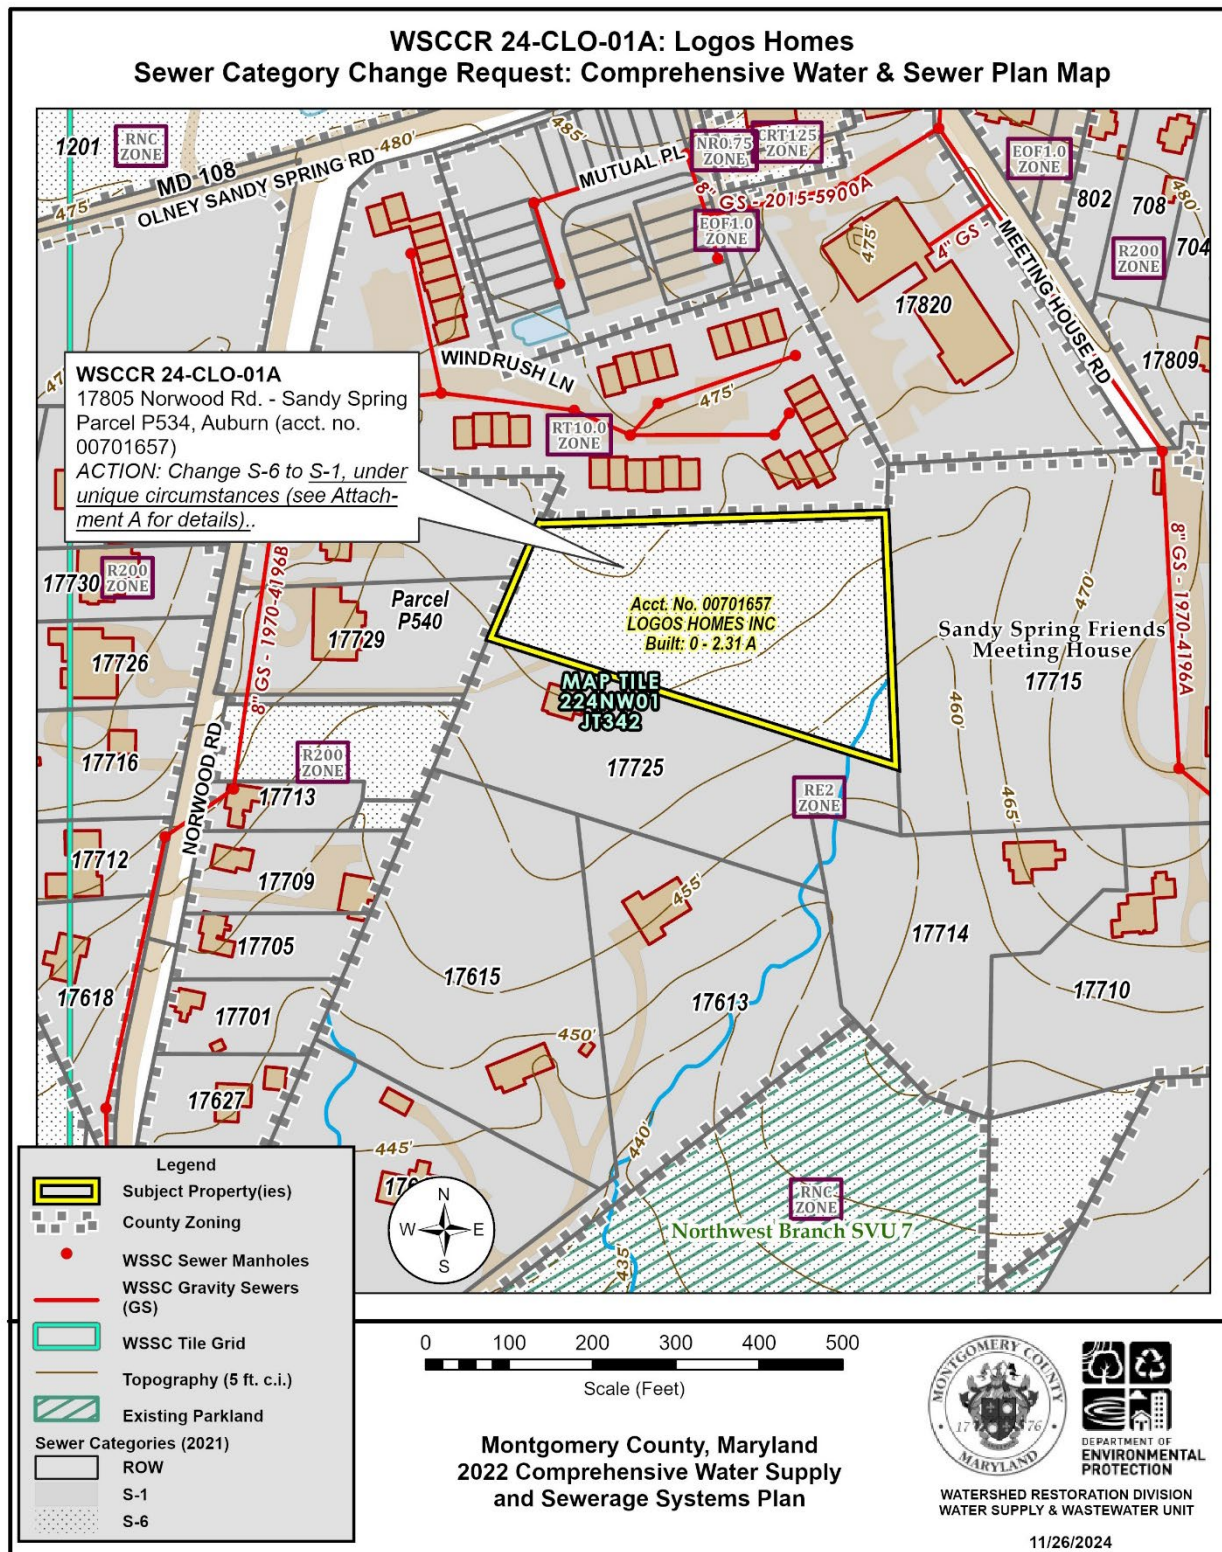 WSCCR 24-CLO-01A: Logos Homes
Sewer Category Change Request: Comprehensive Water & Sewer Plan Map
1201
RNC
ZONE
MD 108
OLNEY SANDY SPRING RD
480'
475'
485'
MUTUAL PL
NR0.75
ZONE
CRT125
ZONE
8" GS - 2015-5900A
EOF1.0
ZONE
EOF1.0
ZONE
802
708
480'
R200
ZONE
704
475'
4" GS -
MEETING HOUSE RD
17820
17809
WINDRUSH LN
475'
RT10.0
ZONE
WSCCR 24-CLO-01A
17805 Norwood Rd. - Sandy Spring
Parcel P534, Auburn (acct. no.
00701657)
ACTION: Change S-6 to S-1, under
unique circumstances (see Attach-
ment A for details)..
17730
R200
ZONE
8" GS - 1970-4196B
17729
Parcel
P540
Acct. No. 00701657
LOGOS HOMES INC
Built: 0 - 2.31 A
470'
Sandy Spring Friends
Meeting House
17715
8" GS - 1970-4196A
17726
MAP TILE
224NW01
JT342
460'
17716
NORWOOD RD
R200
ZONE
17725
17713
RE2
ZONE
465'
17712
17709
455'
17705
17714
17615
17618
17701
17613
17710
450'
17627
445'
440'
RNC
ZONE
Northwest Branch SVU 7
435'
N
W E
S
Legend
Subject Property(ies)
County Zoning
WSSC Sewer Manholes
WSSC Gravity Sewers
(GS)
WSSC Tile Grid
Topography (5 ft. c.i.)
Existing Parkland
Sewer Categories (2021)
ROW
S-1
S-6
0 100 200 300 400 500
Scale (Feet)
Montgomery County, Maryland
2022 Comprehensive Water Supply
and Sewerage Systems Plan
MONTGOMERY COUNTY
17 76
MARYLAND
DEPARTMENT OF
ENVIRONMENTAL
PROTECTION
WATERSHED RESTORATION DIVISION
WATER SUPPLY & WASTEWATER UNIT
11/26/2024